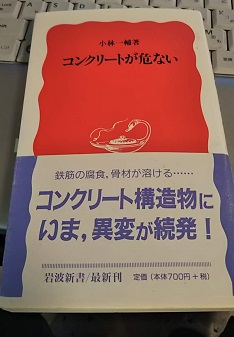 小林一輔著
コンクリートが危ない
鉄筋の腐食，骨材が溶ける……
コンクリート構造物に
いま，異変が続発！
岩波新書/最新刊
定価（本体700円＋税）